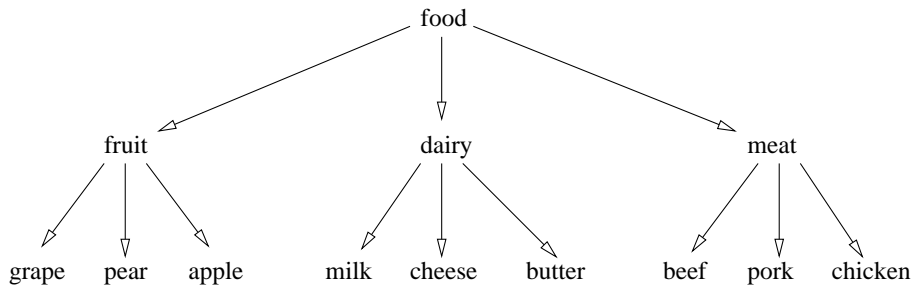 food
fruit dairy meat
grape pear apple milk cheese butter beef pork chicken